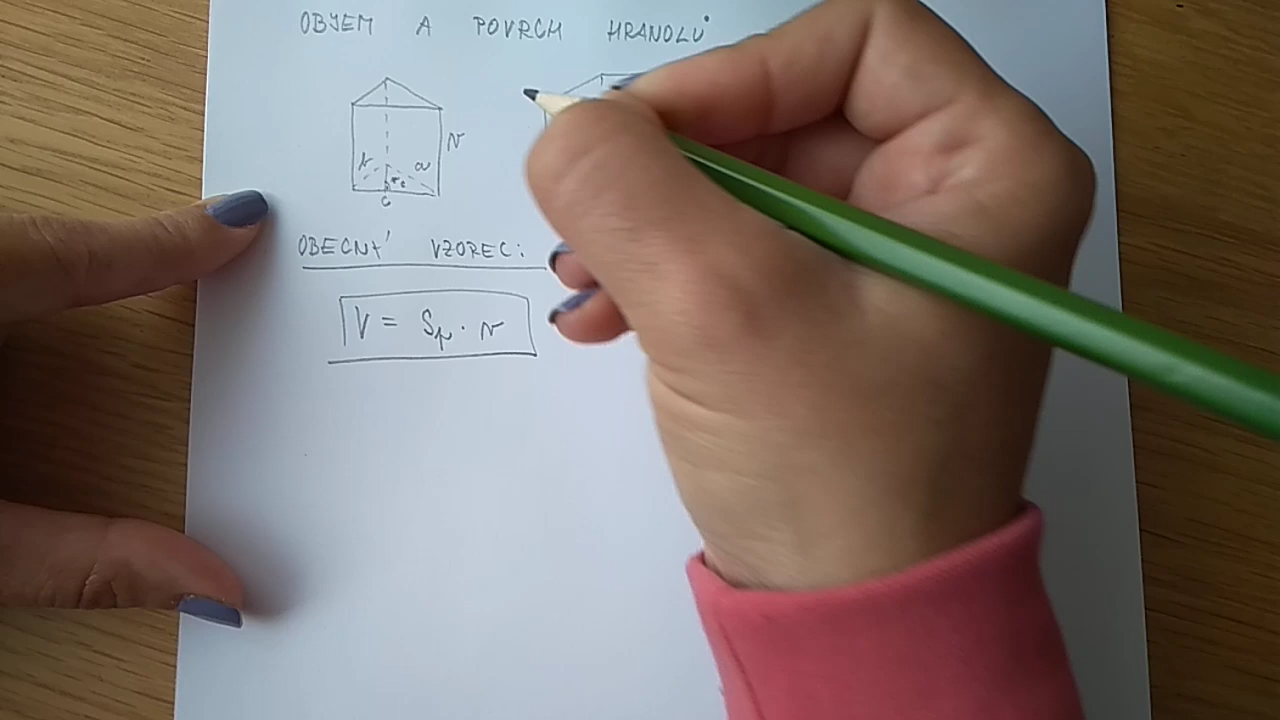 OBJEM A POVRCH HRANOLŮ
v
b a
c
OBECNÝ VZOREC:
V = Sp · v